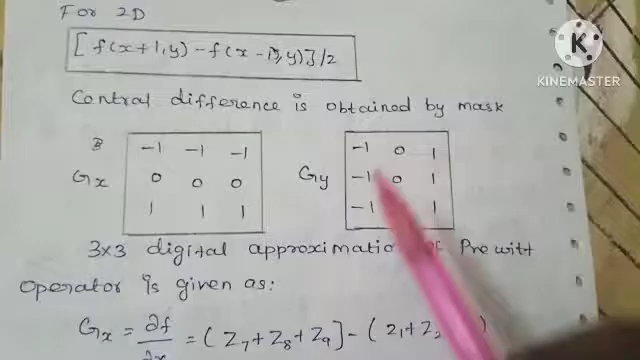 For 2D
[ f(x+1,y) - f(x-1,y)]/2
KINEMASTER
Central difference is obtained by mask
-1 -1 -1 -1 0 1
Gx 0 0 0 Gy -1 0 1
1 1 1 -1 1
3x3 digital approximation of Prewitt
operator is given as:
Gx = ∂f = (Z7+Z8+Z9) - (Z1+Z2 )
∂x